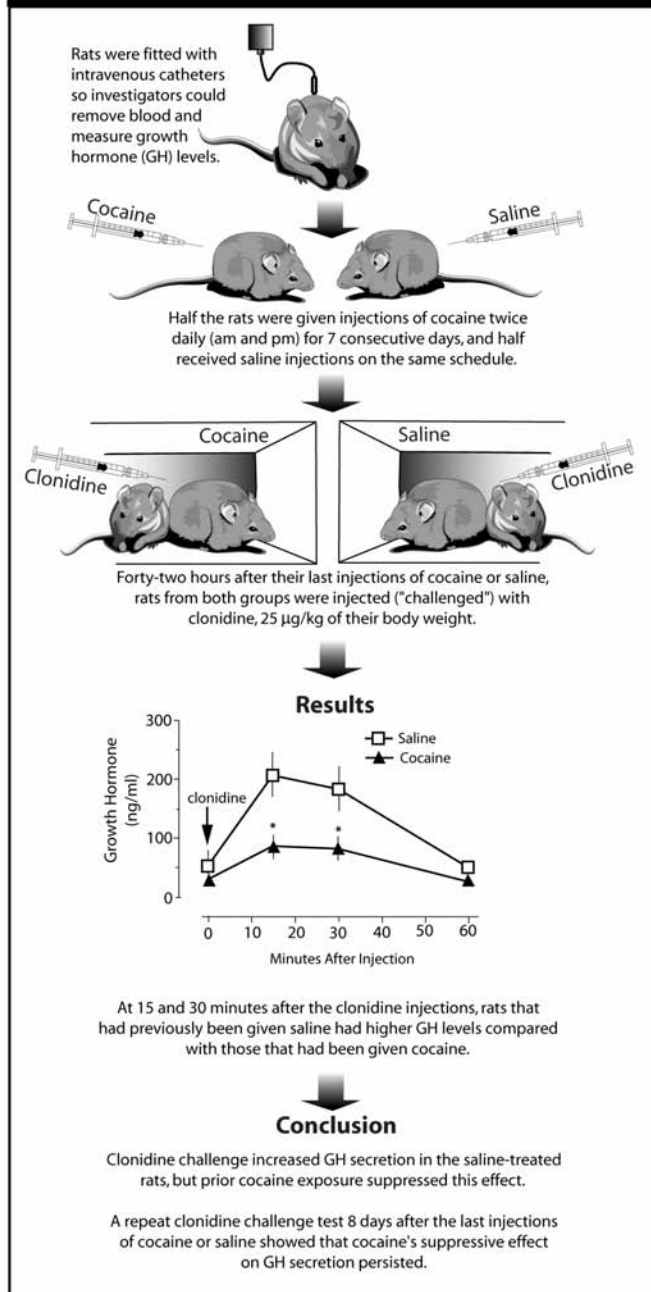 Rats were fitted with
intravenous catheters
so investigators could
remove blood and
measure growth
hormone (GH) levels.
Cocaine
Saline
Half the rats were given injections of cocaine twice
daily (am and pm) for 7 consecutive days, and half
received saline injections on the same schedule.
Cocaine
Saline
Clonidine
Clonidine
Forty-two hours after their last injections of cocaine or saline,
rats from both groups were injected ("challenged") with
clonidine, 25 µg/kg of their body weight.
Results
Growth Hormone
(ng/ml)
300
200
100
0
Saline
Cocaine
clonidine
*
*
0 10 20 30 40 50 60
Minutes After Injection
At 15 and 30 minutes after the clonidine injections, rats that
had previously been given saline had higher GH levels compared
with those that had been given cocaine.
Conclusion
Clonidine challenge increased GH secretion in the saline-treated
rats, but prior cocaine exposure suppressed this effect.
A repeat clonidine challenge test 8 days after the last injections
of cocaine or saline showed that cocaine's suppressive effect
on GH secretion persisted.